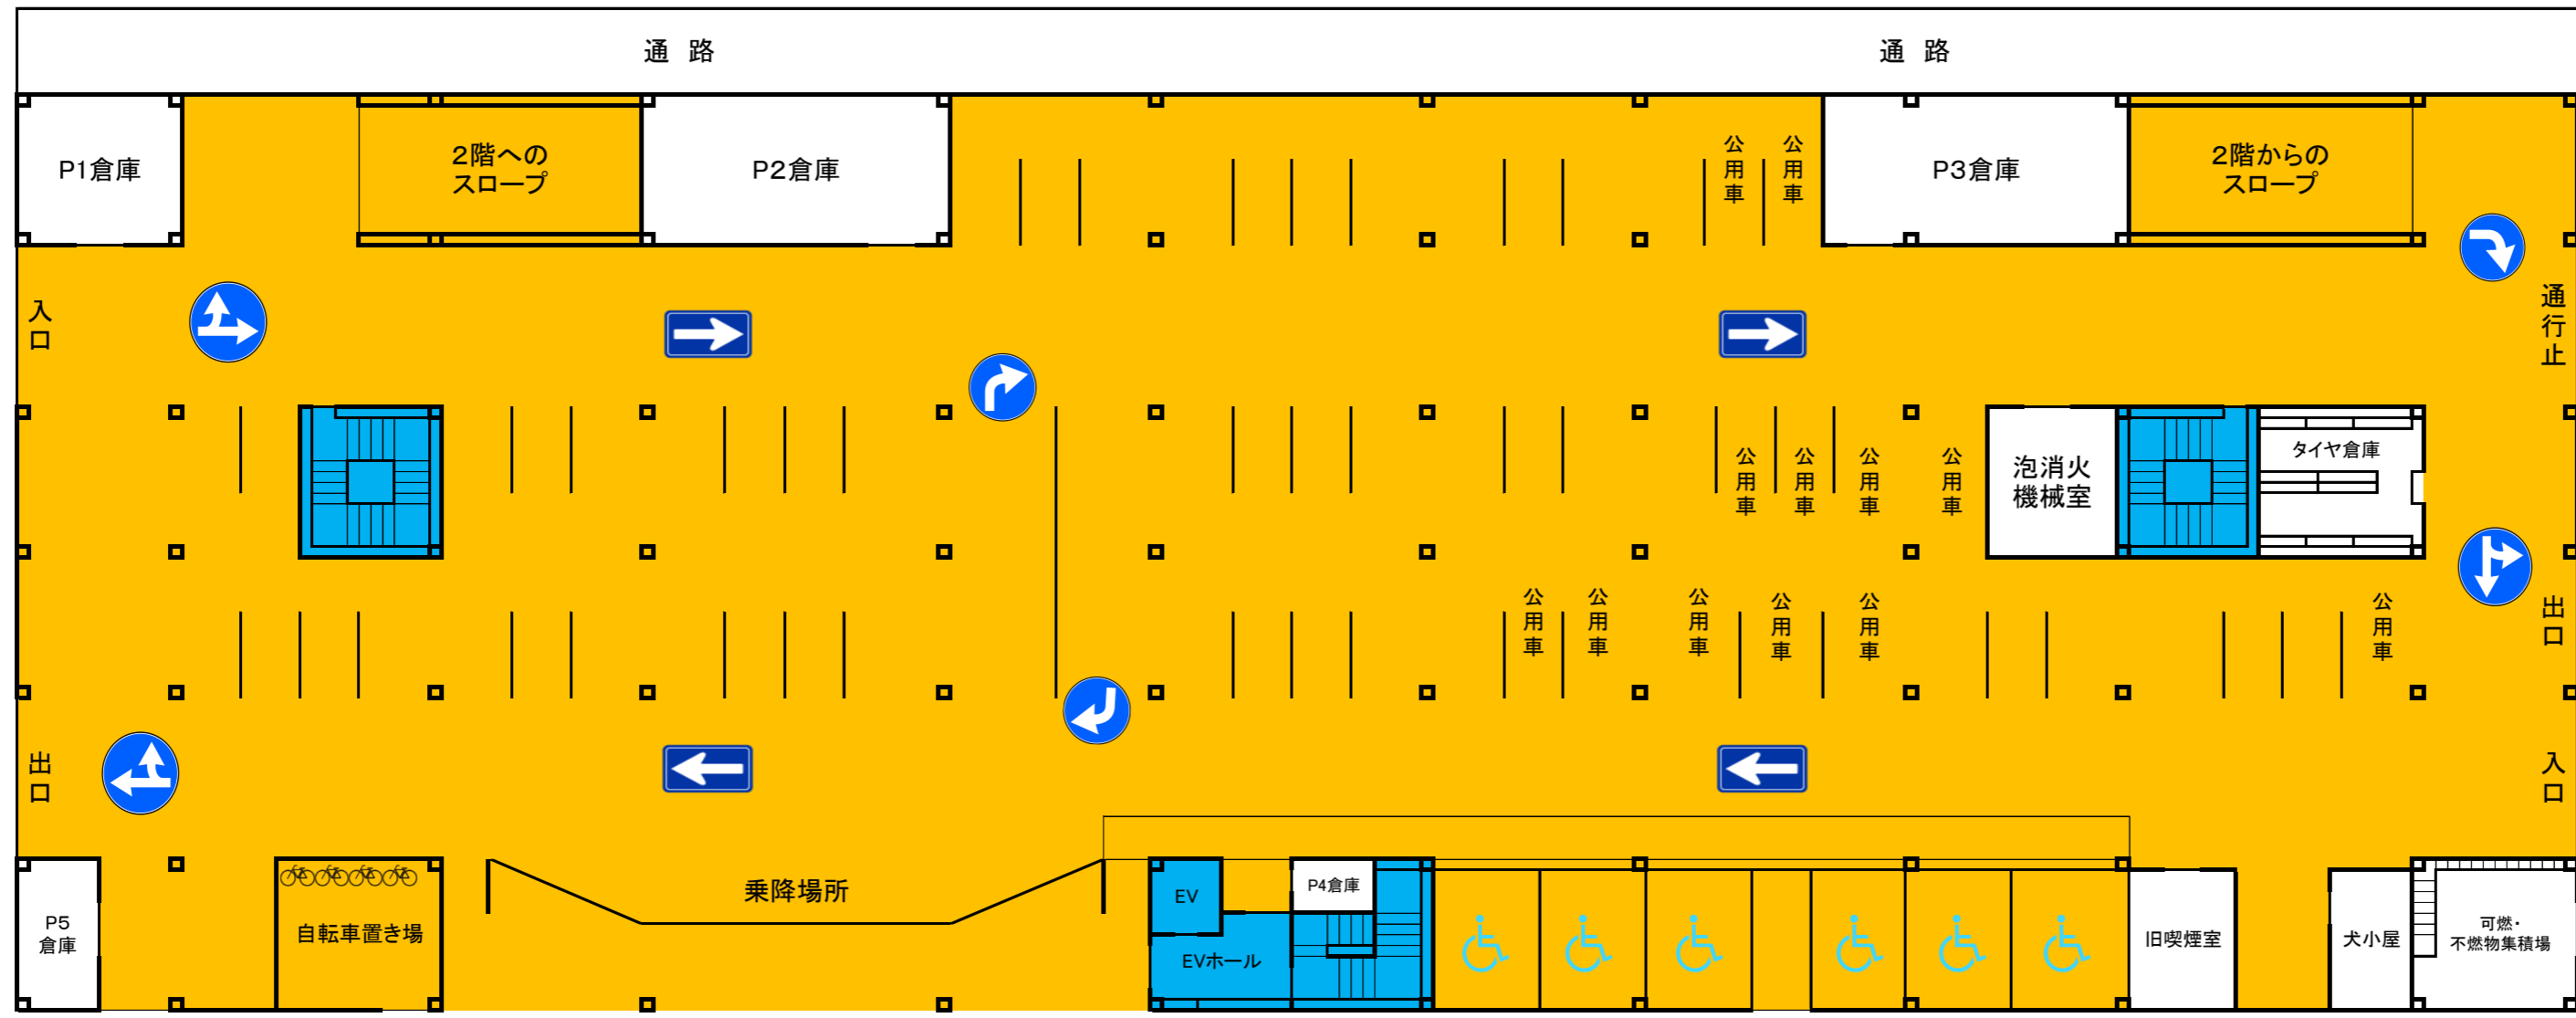 通 路
通 路
P1倉庫
2階への
スロープ
P2倉庫
公用車
公用車
P3倉庫
2階からの
スロープ
入口
通行止
公用車
公用車
公用車
公用車
泡消火
機械室
タイヤ倉庫
公用車
公用車
公用車
公用車
公用車
公用車
出口
出口
入口
P5
倉庫
自転車置き場
乗降場所
EV
EVホール
P4倉庫
旧喫煙室
犬小屋
可燃・
不燃物集積場